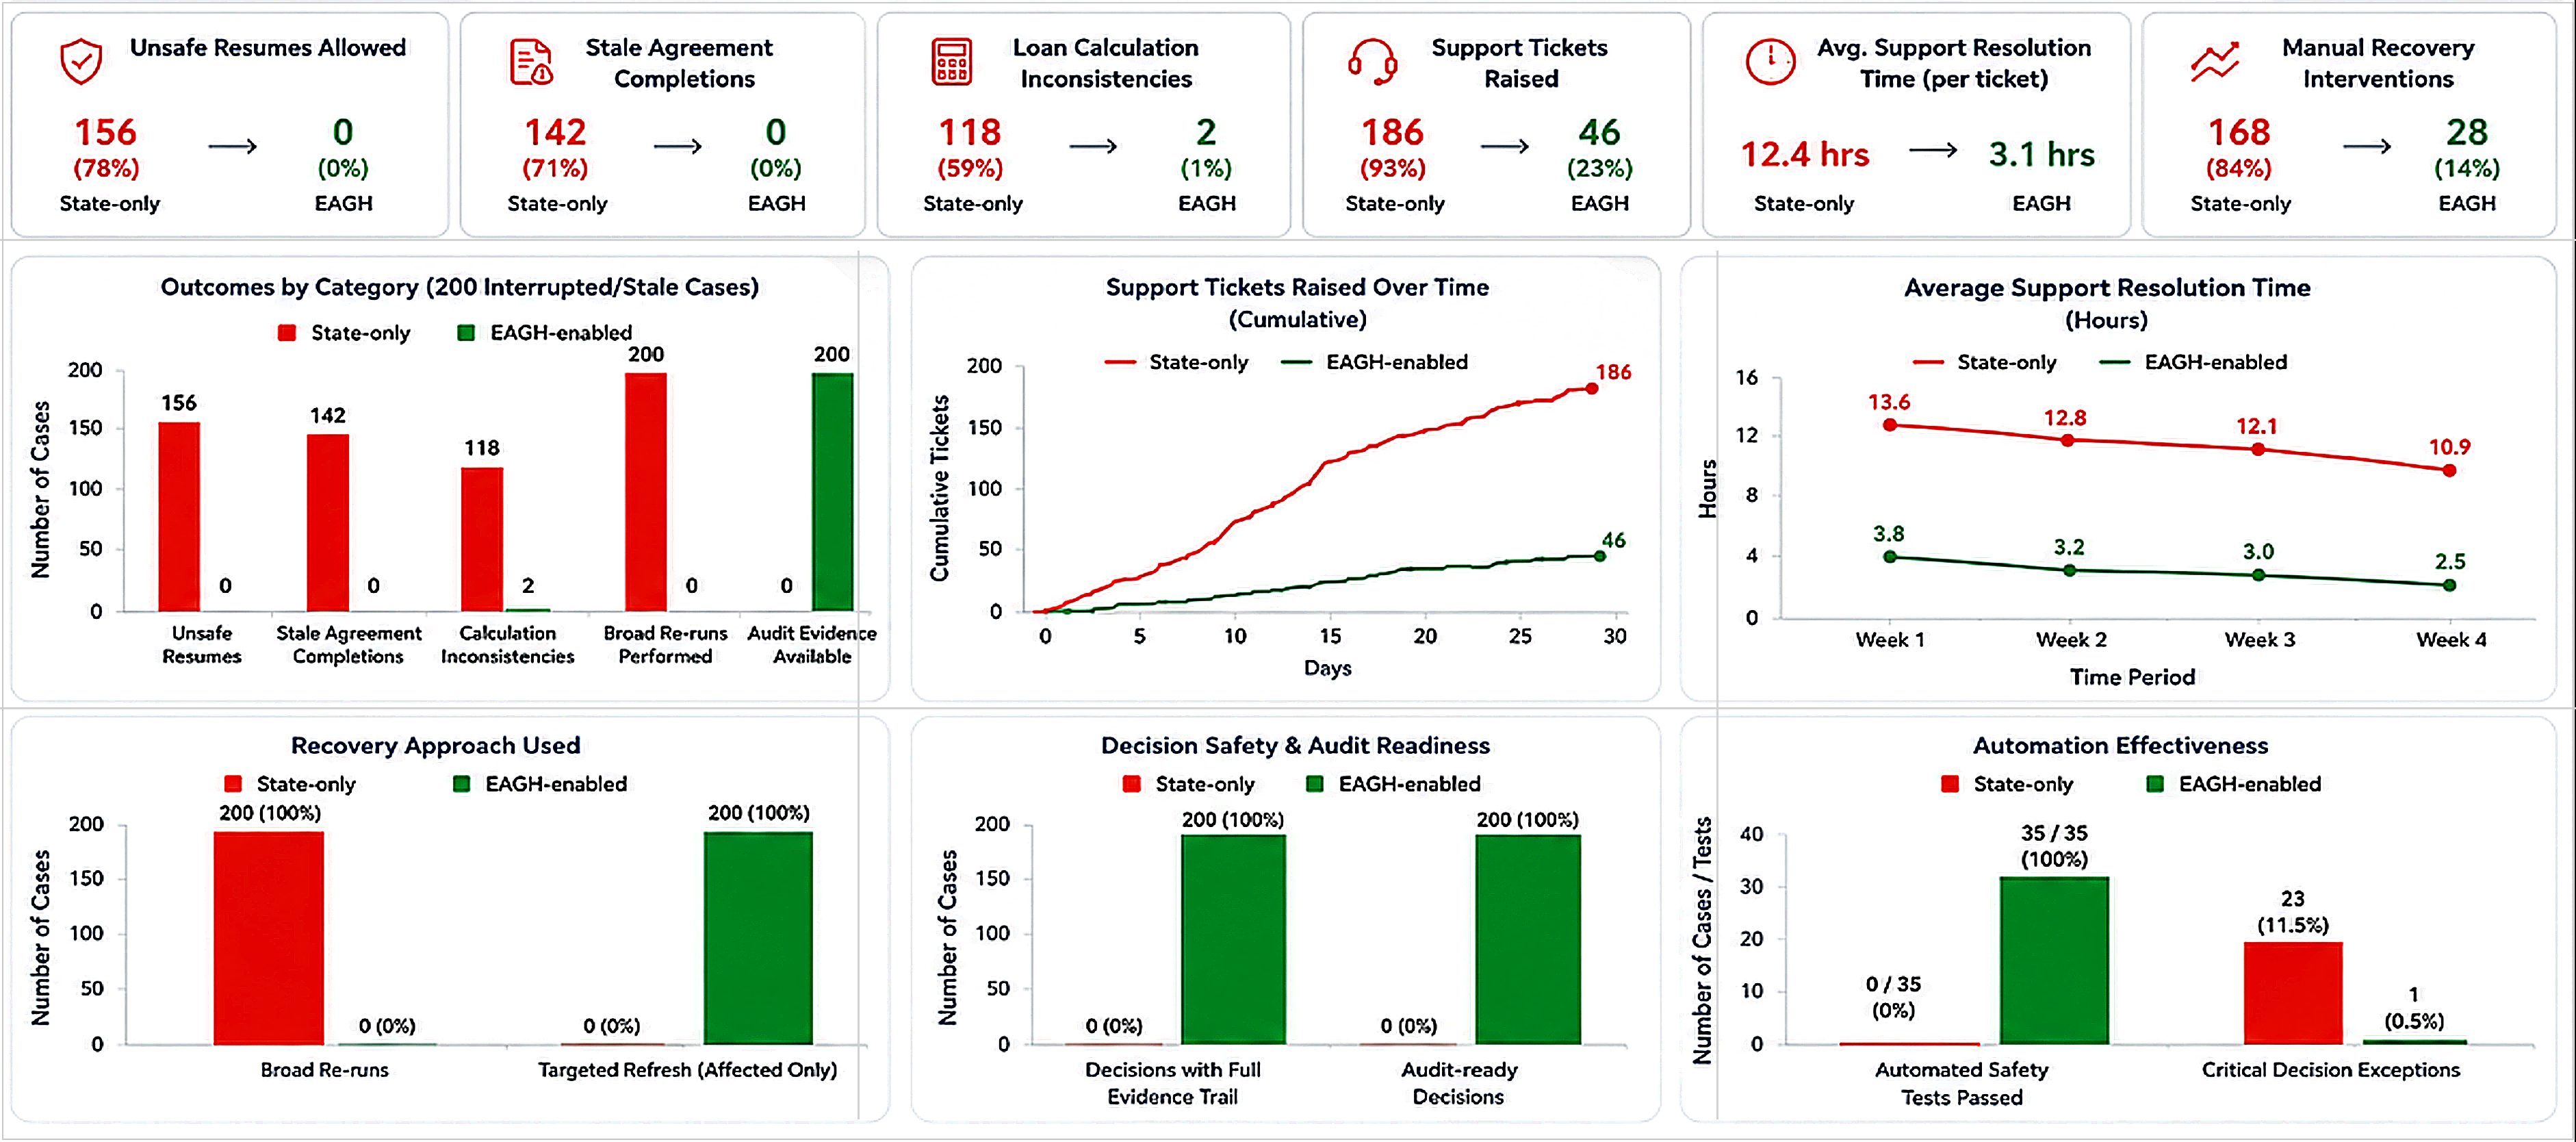 Unsafe Resumes Allowed
156
(78%)
State-only
0
(0%)
EAGH
Stale Agreement
Completions
142
(71%)
State-only
0
(0%)
EAGH
Loan Calculation
Inconsistencies
118
(59%)
State-only
2
(1%)
EAGH
Support Tickets
Raised
186
(93%)
State-only
46
(23%)
EAGH
Avg. Support Resolution
Time (per ticket)
12.4 hrs
State-only
3.1 hrs
EAGH
Manual Recovery
Interventions
168
(84%)
State-only
28
(14%)
EAGH
Outcomes by Category (200 Interrupted/Stale Cases)
State-only
EAGH-enabled
Number of Cases
200
150
100
50
0
156
0
142
0
118
2
200
0
0
200
Unsafe
Resumes
Stale Agreement
Completions
Calculation
Inconsistencies
Broad Re-runs
Performed
Audit Evidence
Available
Support Tickets Raised Over Time
(Cumulative)
State-only
EAGH-enabled
Cumulative Tickets
200
150
100
50
0
186
46
0
5
10
15
20
25
30
Days
Average Support Resolution Time
(Hours)
State-only
EAGH-enabled
Hours
16
12
8
4
0
13.6
12.8
12.1
10.9
3.8
3.2
3.0
2.5
Week 1
Week 2
Week 3
Week 4
Time Period
Recovery Approach Used
State-only
EAGH-enabled
Number of Cases
200
150
100
50
0
200 (100%)
0 (0%)
0 (0%)
200 (100%)
Broad Re-runs
Targeted Refresh (Affected Only)
Decision Safety & Audit Readiness
State-only
EAGH-enabled
Number of Cases
200
150
100
50
0
0 (0%)
200 (100%)
0 (0%)
200 (100%)
Decisions with Full
Evidence Trail
Audit-ready
Decisions
Automation Effectiveness
State-only
EAGH-enabled
Number of Cases / Tests
40
30
20
10
0
0 / 35
(0%)
35 / 35
(100%)
23
(11.5%)
1
(0.5%)
Automated Safety
Tests Passed
Critical Decision Exceptions